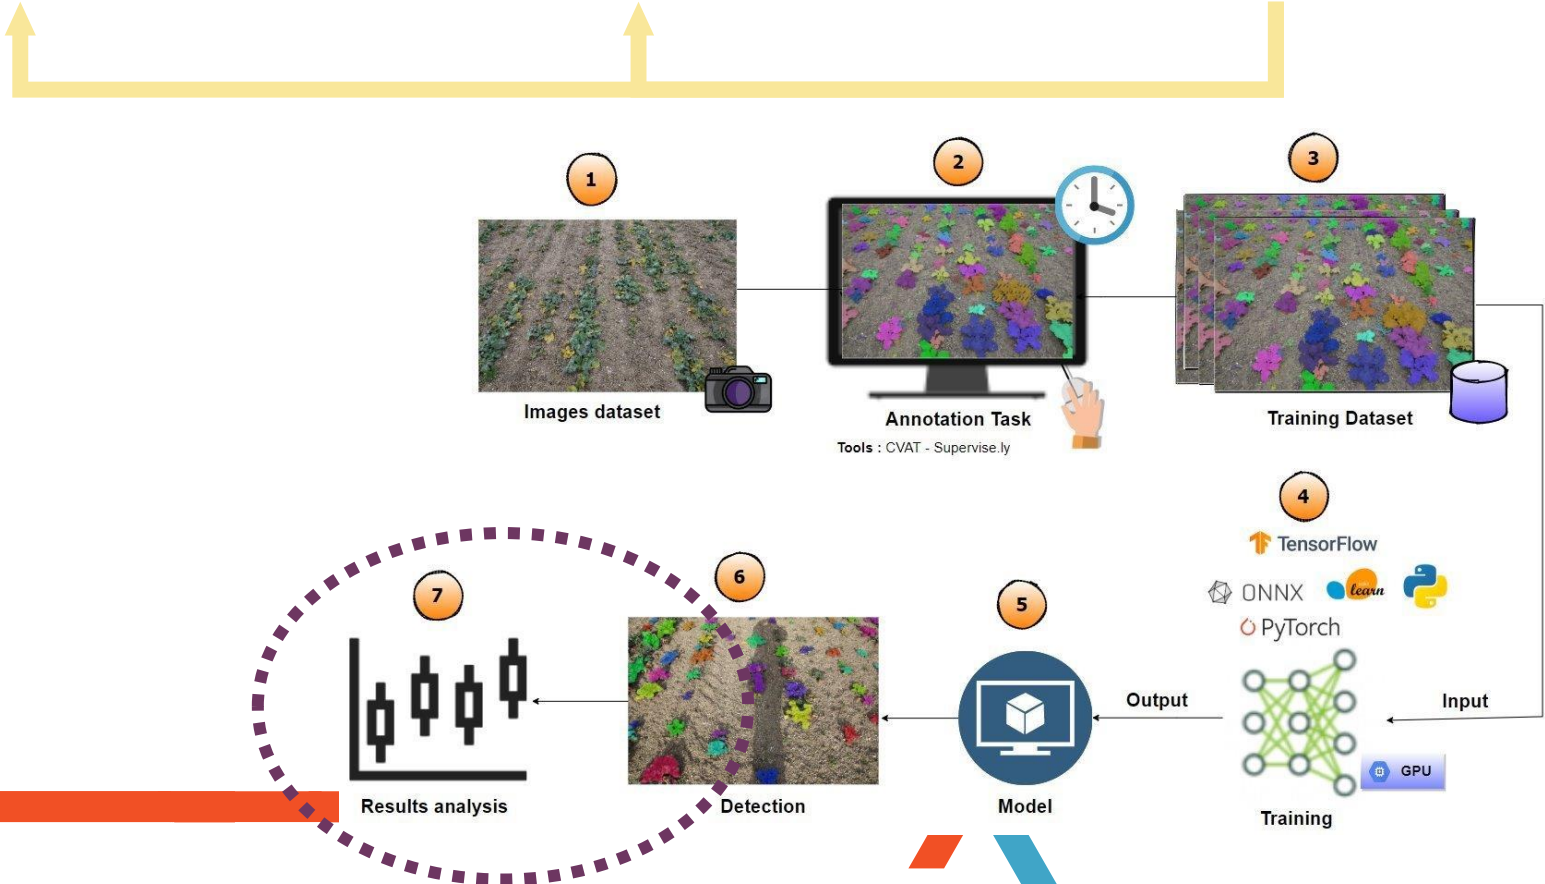 1
2
3
Images dataset
Annotation Task
Tools : CVAT - Supervise.ly
Training Dataset
4
TensorFlow
ONNX
learn
PyTorch
7
6
5
Output
Input
GPU
Results analysis
Detection
Model
Training